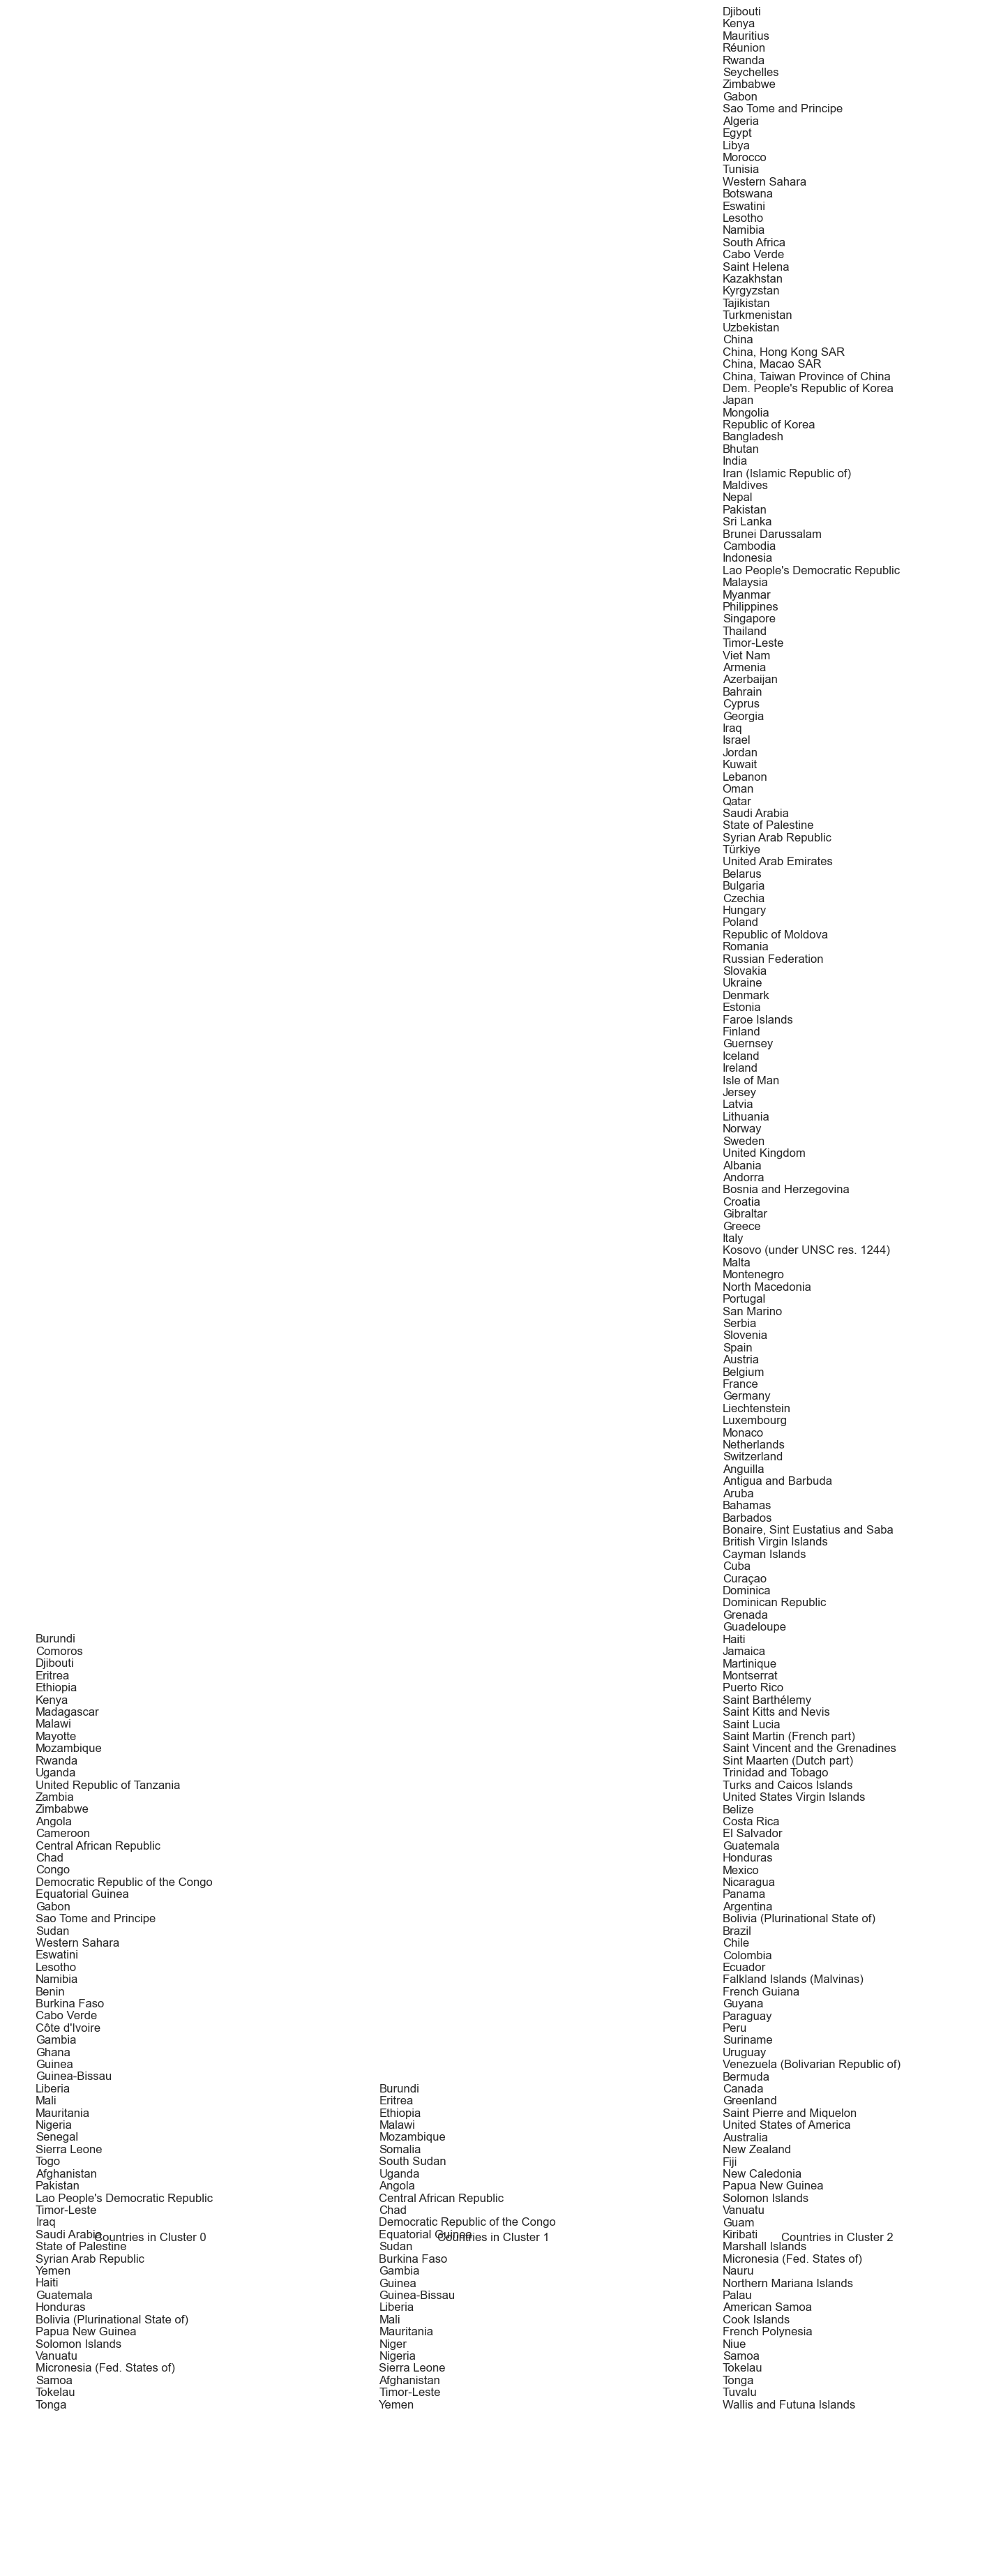 Burundi
Comoros
Djibouti
Eritrea
Ethiopia
Kenya
Madagascar
Malawi
Mayotte
Mozambique
Rwanda
Uganda
United Republic of Tanzania
Zambia
Zimbabwe
Angola
Cameroon
Central African Republic
Chad
Congo
Democratic Republic of the Congo
Equatorial Guinea
Gabon
Sao Tome and Principe
Sudan
Western Sahara
Eswatini
Lesotho
Namibia
Benin
Burkina Faso
Cabo Verde
Côte d'Ivoire
Gambia
Ghana
Guinea
Guinea-Bissau
Liberia
Mali
Mauritania
Nigeria
Senegal
Sierra Leone
Togo
Afghanistan
Pakistan
Lao People's Democratic Republic
Timor-Leste
Iraq
Saudi Arabia
State of Palestine
Syrian Arab Republic
Yemen
Haiti
Guatemala
Honduras
Bolivia (Plurinational State of)
Papua New Guinea
Solomon Islands
Vanuatu
Micronesia (Fed. States of)
Samoa
Tokelau
Tonga
Countries in Cluster 0
Burundi
Eritrea
Ethiopia
Malawi
Mozambique
Somalia
South Sudan
Uganda
Angola
Central African Republic
Chad
Democratic Republic of the Congo
Equatorial Guinea
Sudan
Burkina Faso
Gambia
Guinea
Guinea-Bissau
Liberia
Mali
Mauritania
Niger
Nigeria
Sierra Leone
Afghanistan
Timor-Leste
Yemen
Countries in Cluster 1
Djibouti
Kenya
Mauritius
Réunion
Rwanda
Seychelles
Zimbabwe
Gabon
Sao Tome and Principe
Algeria
Egypt
Libya
Morocco
Tunisia
Western Sahara
Botswana
Eswatini
Lesotho
Namibia
South Africa
Cabo Verde
Saint Helena
Kazakhstan
Kyrgyzstan
Tajikistan
Turkmenistan
Uzbekistan
China
China, Hong Kong SAR
China, Macao SAR
China, Taiwan Province of China
Dem. People's Republic of Korea
Japan
Mongolia
Republic of Korea
Bangladesh
Bhutan
India
Iran (Islamic Republic of)
Maldives
Nepal
Pakistan
Sri Lanka
Brunei Darussalam
Cambodia
Indonesia
Lao People's Democratic Republic
Malaysia
Myanmar
Philippines
Singapore
Thailand
Timor-Leste
Viet Nam
Armenia
Azerbaijan
Bahrain
Cyprus
Georgia
Iraq
Israel
Jordan
Kuwait
Lebanon
Oman
Qatar
Saudi Arabia
State of Palestine
Syrian Arab Republic
Türkiye
United Arab Emirates
Belarus
Bulgaria
Czechia
Hungary
Poland
Republic of Moldova
Romania
Russian Federation
Slovakia
Ukraine
Denmark
Estonia
Faroe Islands
Finland
Guernsey
Iceland
Ireland
Isle of Man
Jersey
Latvia
Lithuania
Norway
Sweden
United Kingdom
Albania
Andorra
Bosnia and Herzegovina
Croatia
Gibraltar
Greece
Italy
Kosovo (under UNSC res. 1244)
Malta
Montenegro
North Macedonia
Portugal
San Marino
Serbia
Slovenia
Spain
Austria
Belgium
France
Germany
Liechtenstein
Luxembourg
Monaco
Netherlands
Switzerland
Anguilla
Antigua and Barbuda
Aruba
Bahamas
Barbados
Bonaire, Sint Eustatius and Saba
British Virgin Islands
Cayman Islands
Cuba
Curaçao
Dominica
Dominican Republic
Grenada
Guadeloupe
Haiti
Jamaica
Martinique
Montserrat
Puerto Rico
Saint Barthélemy
Saint Kitts and Nevis
Saint Lucia
Saint Martin (French part)
Saint Vincent and the Grenadines
Sint Maarten (Dutch part)
Trinidad and Tobago
Turks and Caicos Islands
United States Virgin Islands
Belize
Costa Rica
El Salvador
Guatemala
Honduras
Mexico
Nicaragua
Panama
Argentina
Bolivia (Plurinational State of)
Brazil
Chile
Colombia
Ecuador
Falkland Islands (Malvinas)
French Guiana
Guyana
Paraguay
Peru
Suriname
Uruguay
Venezuela (Bolivarian Republic of)
Bermuda
Canada
Greenland
Saint Pierre and Miquelon
United States of America
Australia
New Zealand
Fiji
New Caledonia
Papua New Guinea
Solomon Islands
Vanuatu
Guam
Kiribati
Marshall Islands
Micronesia (Fed. States of)
Nauru
Northern Mariana Islands
Palau
American Samoa
Cook Islands
French Polynesia
Niue
Samoa
Tokelau
Tonga
Tuvalu
Wallis and Futuna Islands
Countries in Cluster 2